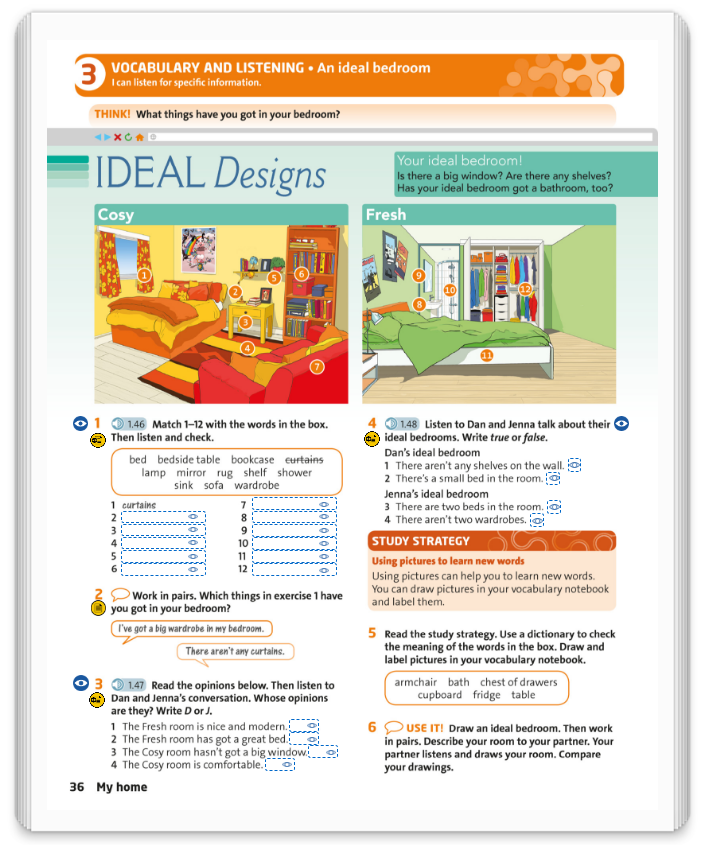 3
VOCABULARY AND LISTENING • An ideal bedroom
I can listen for specific information.
THINK! What things have you got in your bedroom?
IDEAL Designs
Your ideal bedroom!
Is there a big window? Are there any shelves?
Has your ideal bedroom got a bathroom, too?
Cosy
1
2
3
4
5
6
7
Fresh
8
9
10
11
12
1 1.46 Match 1–12 with the words in the box.
Then listen and check.
bed bedside table bookcase curtains
lamp mirror rug shelf shower
sink sofa wardrobe
1 curtains
2
3
4
5
6
7
8
9
10
11
12
2 Work in pairs. Which things in exercise 1 have
you got in your bedroom?
I've got a big wardrobe in my bedroom.
There aren't any curtains.
3 1.47 Read the opinions below. Then listen to
Dan and Jenna's conversation. Whose opinions
are they? Write D or J.
1 The Fresh room is nice and modern.
2 The Fresh room has got a great bed.
3 The Cosy room hasn't got a big window.
4 The Cosy room is comfortable.
4 1.48 Listen to Dan and Jenna talk about their
ideal bedrooms. Write true or false.
Dan's ideal bedroom
1 There aren't any shelves on the wall.
2 There's a small bed in the room.
Jenna's ideal bedroom
3 There are two beds in the room.
4 There aren't two wardrobes.
STUDY STRATEGY
Using pictures to learn new words
Using pictures can help you to learn new words.
You can draw pictures in your vocabulary notebook
and label them.
5 Read the study strategy. Use a dictionary to check
the meaning of the words in the box. Draw and
label pictures in your vocabulary notebook.
armchair bath chest of drawers
cupboard fridge table
6 USE IT! Draw an ideal bedroom. Then work
in pairs. Describe your room to your partner. Your
partner listens and draws your room. Compare
your drawings.
36 My home